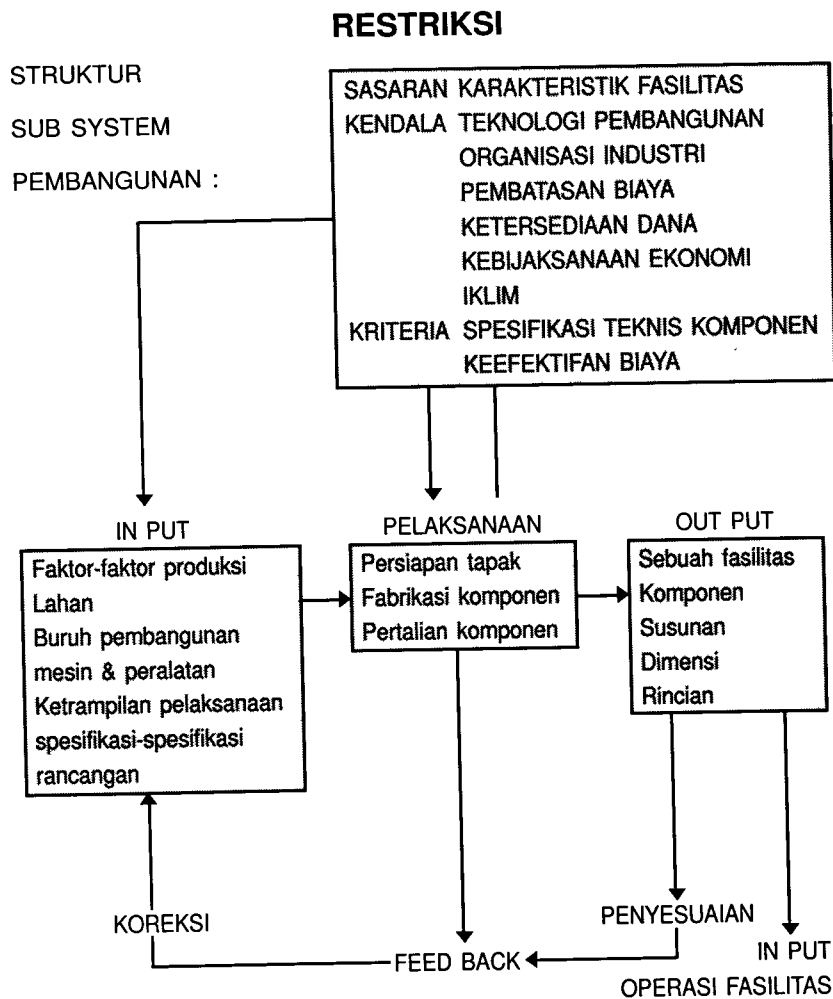 RESTRIKSI
STRUKTUR
SUB SYSTEM
PEMBANGUNAN :
SASARAN KARAKTERISTIK FASILITAS
KENDALA TEKNOLOGI PEMBANGUNAN
ORGANISASI INDUSTRI
PEMBATASAN BIAYA
KETERSEDIAAN DANA
KEBIJAKSANAAN EKONOMI
IKLIM
KRITERIA SPESIFIKASI TEKNIS KOMPONEN
KEEFEKTIFAN BIAYA
IN PUT
Faktor-faktor produksi
Lahan
Buruh pembangunan
mesin & peralatan
Ketrampilan pelaksanaan
spesifikasi-spesifikasi
rancangan
PELAKSANAAN
Persiapan tapak
Fabrikasi komponen
Pertalian komponen
OUT PUT
Sebuah fasilitas
Komponen
Susunan
Dimensi
Rincian
KOREKSI
FEED BACK
PENYESUAIAN
IN PUT
OPERASI FASILITAS